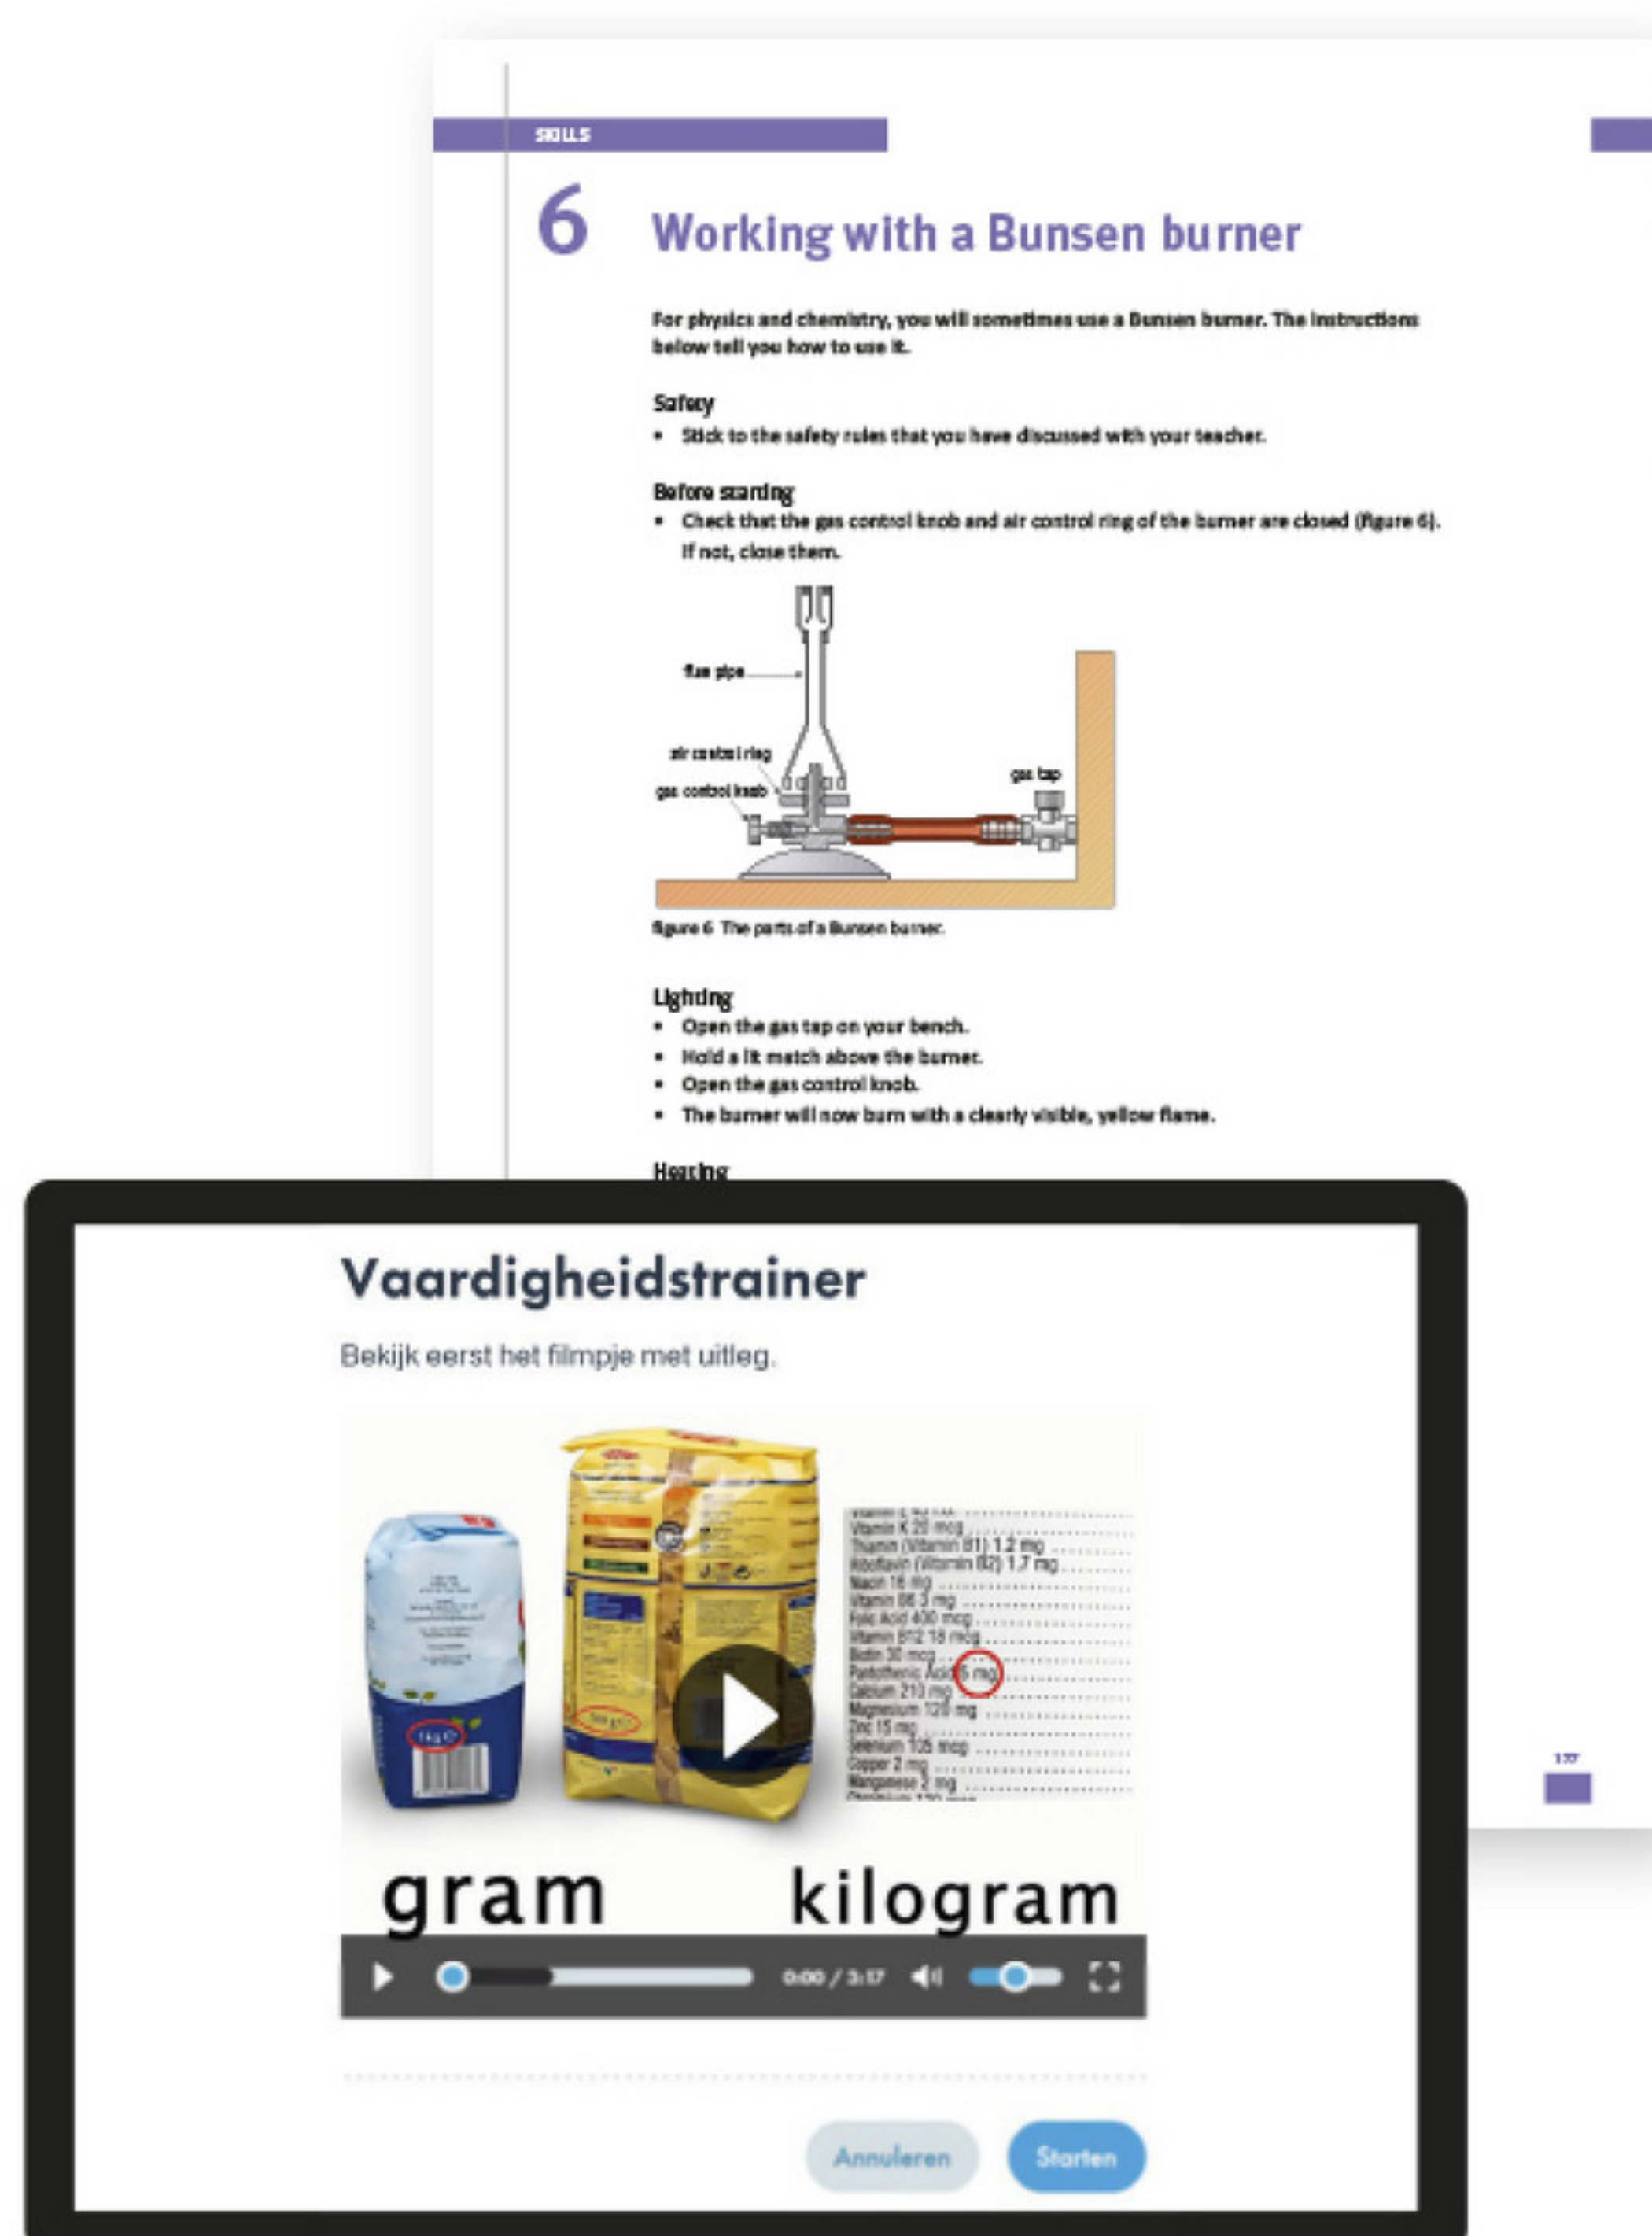 SKILLS
6 Working with a Bunsen burner
For physics and chemistry, you will sometimes use a Bunsen burner. The instructions
below tell you how to use it.
Safety
• Stick to the safety rules that you have discussed with your teacher.
Before starting
• Check that the gas control knob and air control ring of the burner are closed (figure 6).
If not, close them.
flue pipe
air control ring
gas control knob
gas tap
figure 6 The parts of a Bunsen burner.
Lighting
• Open the gas tap on your bench.
• Hold a lit match above the burner.
• Open the gas control knob.
• The burner will now burn with a clearly visible, yellow flame.
Heating
Vaardigheidstrainer
Bekijk eerst het filmpje met uitleg.
Vitamin K 20 mcg
Thiamin (Vitamin B1) 1.2 mg
Riboflavin (Vitamin B2) 1,7 mg
Niacin 16 mg
Vitamin B6 3 mg
Folic Acid 400 mcg
Vitamin B12 18 mcg
Biotin 30 mcg
Pantothenic Acid 5 mg
Calcium 210 mg
Magnesium 120 mg
Zinc 15 mg
Selenium 105 mcg
Copper 2 mg
Manganese 2 mg
gram kilogram
0:00 / 3:17
Annuleren Starten